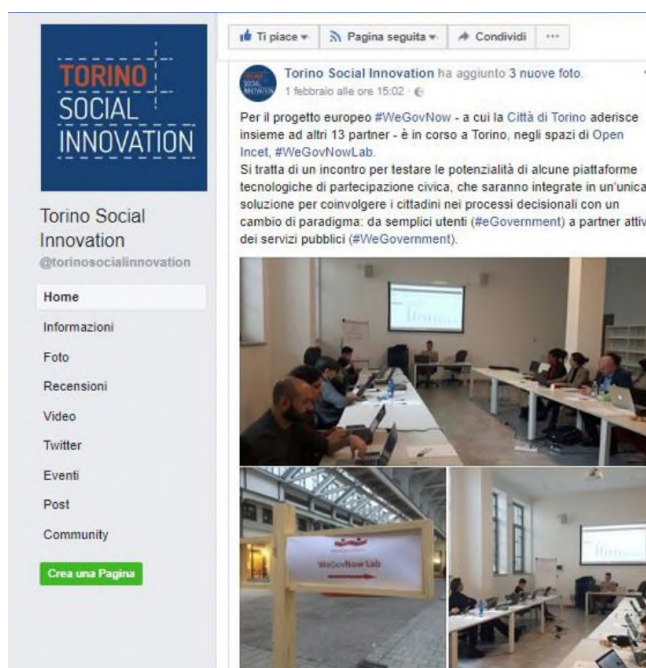 TORINO
SOCIAL
INNOVATION
Torino Social
Innovation
@torinosocialinnovation
Home
Informazioni
Foto
Recensioni
Video
Twitter
Eventi
Post
Community
Crea una Pagina
Ti piace
Pagina seguita
Condividi
Torino Social Innovation ha aggiunto 3 nuove foto.
1 febbraio alle ore 15:02
Per il progetto europeo #WeGovNow - a cui la Città di Torino aderisce
insieme ad altri 13 partner - è in corso a Torino, negli spazi di Open
Incet, #WeGovNowLab.
Si tratta di un incontro per testare le potenzialità di alcune piattaforme
tecnologiche di partecipazione civica, che saranno integrate in un'unica
soluzione per coinvolgere i cittadini nei processi decisionali con un
cambio di paradigma: da semplici utenti (#eGovernment) a partner attiv
dei servizi pubblici (#WeGovernment).
WeGovNow Lab